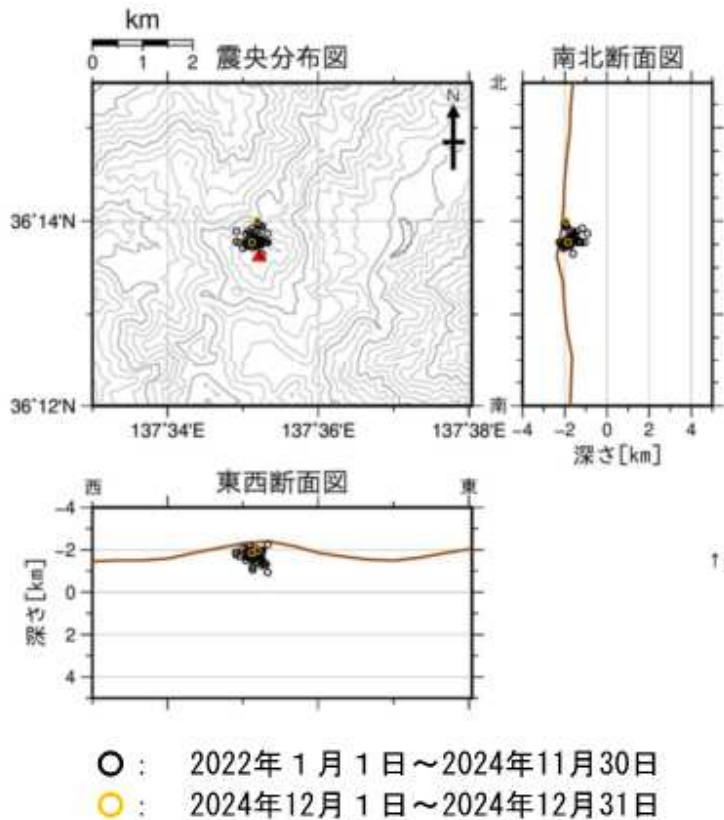 km
0 1 2
震央分布図
南北断面図
N
北
36°14'N
36°12'N
南
137°34'E 137°36'E 137°38'E
-4 -2 0 2 4
深さ[km]
東西断面図
西
東
-4
-2
0
2
4
深さ[km]
↑
○ : 2022年1月1日～2024年11月30日
○ : 2024年12月1日～2024年12月31日